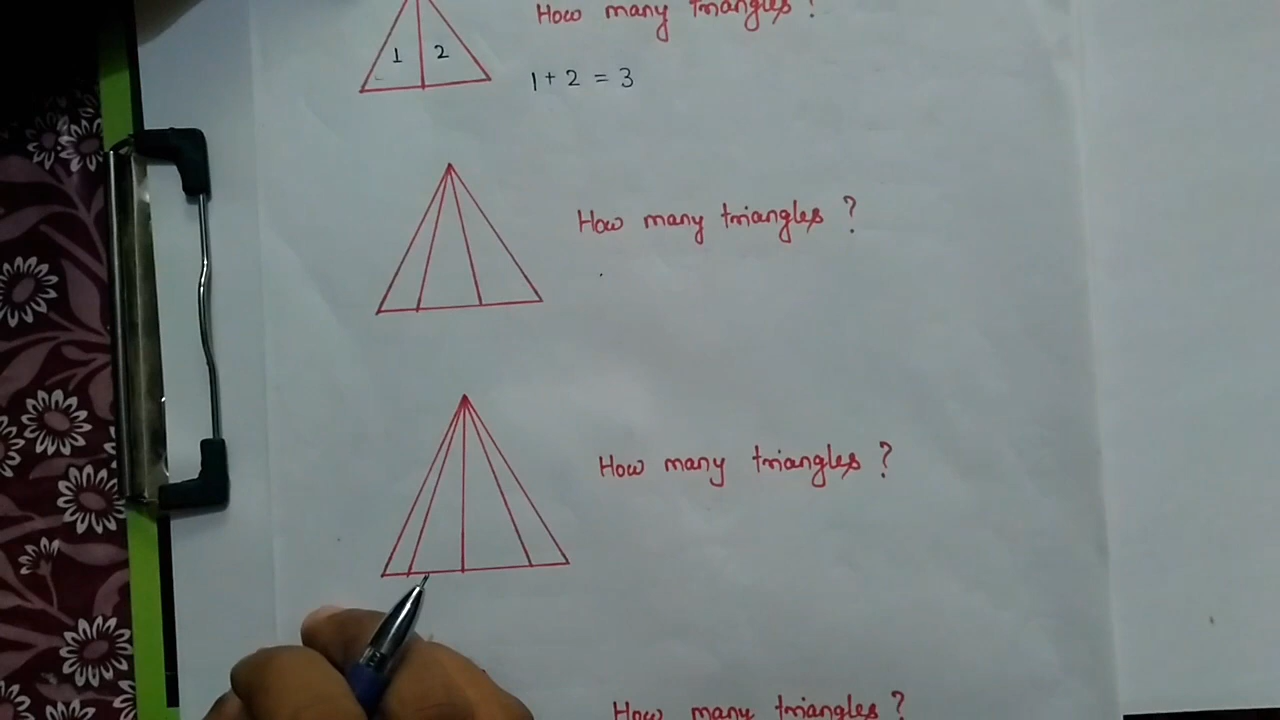 How many triangles?
1 2
1 + 2 = 3
How many triangles ?
How many triangles ?
How many triangles ?